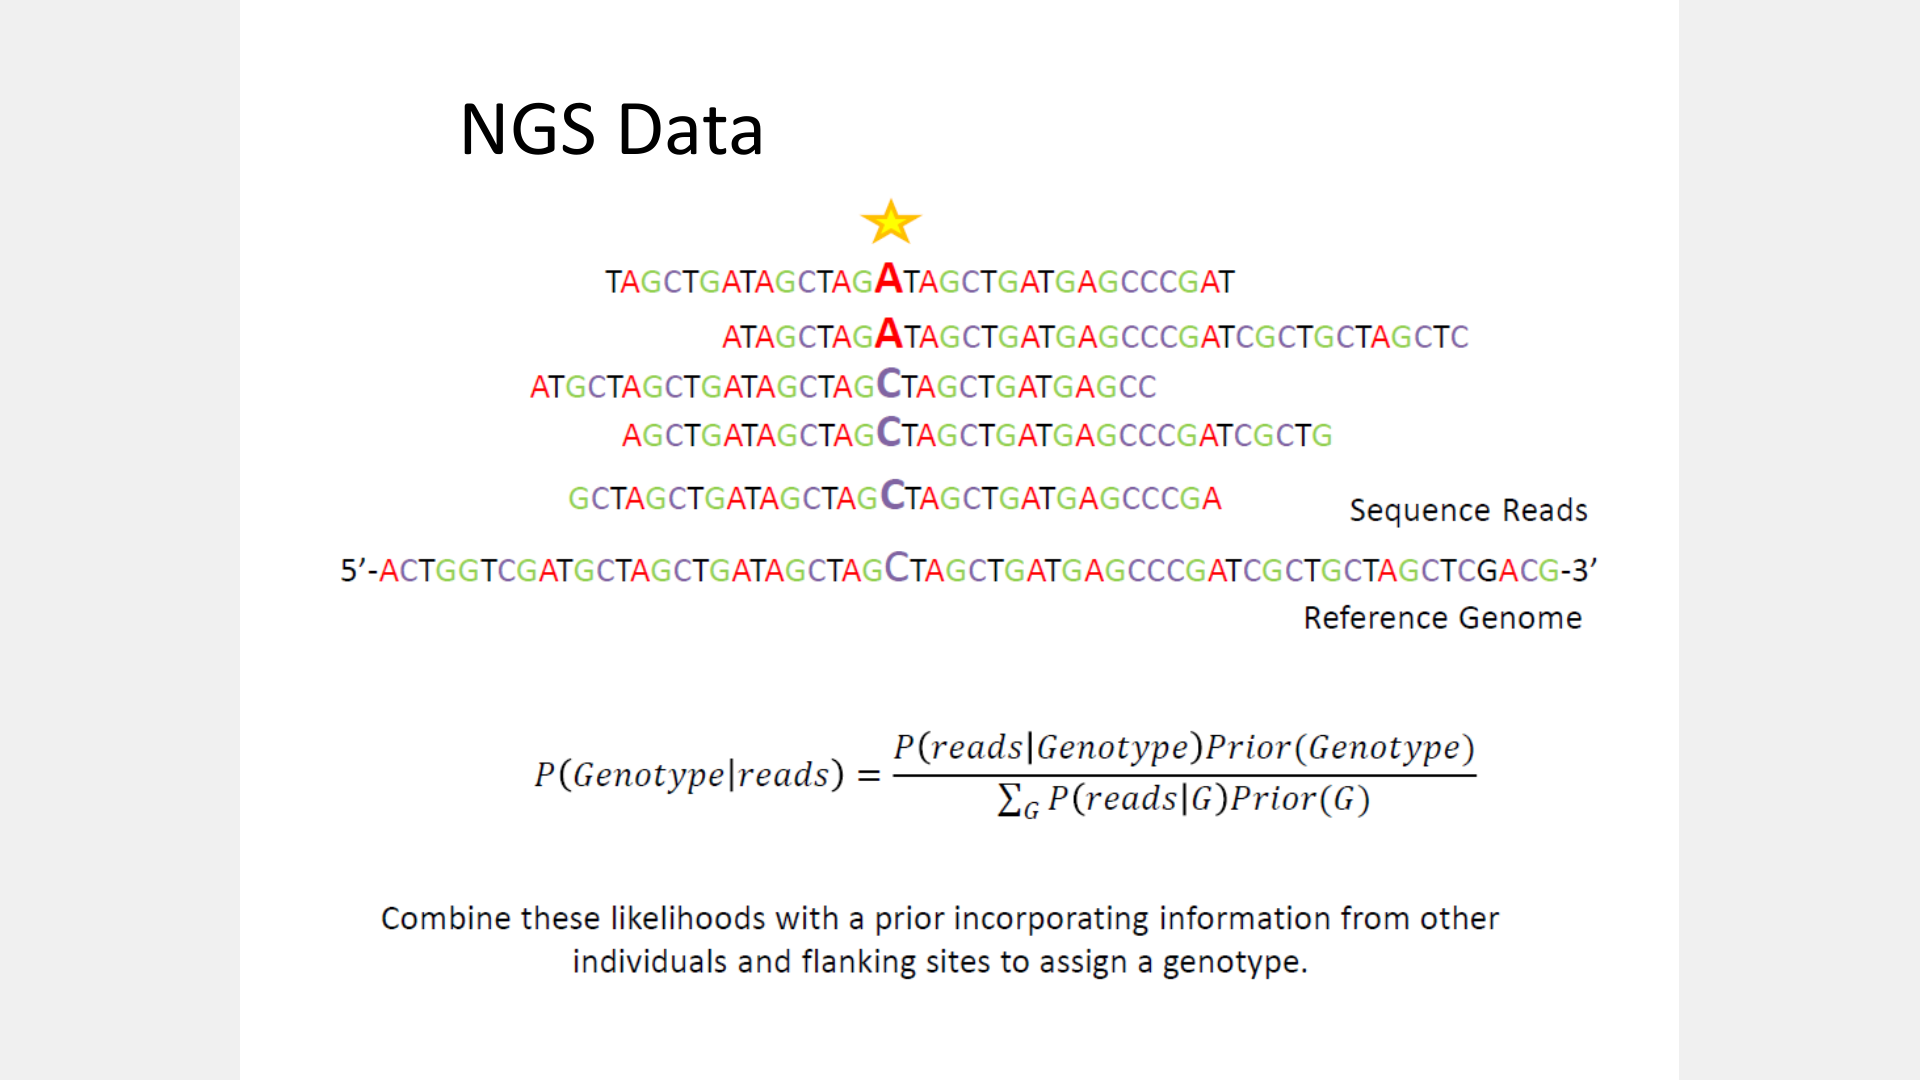 NGS Data
TAGCTGATAGCTAGATAGCTGATGAGCCCGAT
ATAGCTAGATAGCTGATGAGCCCGATCGCTGCTAGCTC
ATGCTAGCTGATAGCTAGCTAGCTGATGAGCC
AGCTGATAGCTAGCTAGCTGATGAGCCCGATCGCTG
GCTAGCTGATAGCTAGCTAGCTGATGAGCCCGA
Sequence Reads
5’-ACTGGTCGATGCTAGCTGATAGCTAGCTAGCTGATGAGCCCGATCGCTGCTAGCTCGACG-3’
Reference Genome
P(Genotype|reads) = P(reads|Genotype)Prior(Genotype)
∑G P(reads|G)Prior(G)
Combine these likelihoods with a prior incorporating information from other
individuals and flanking sites to assign a genotype.